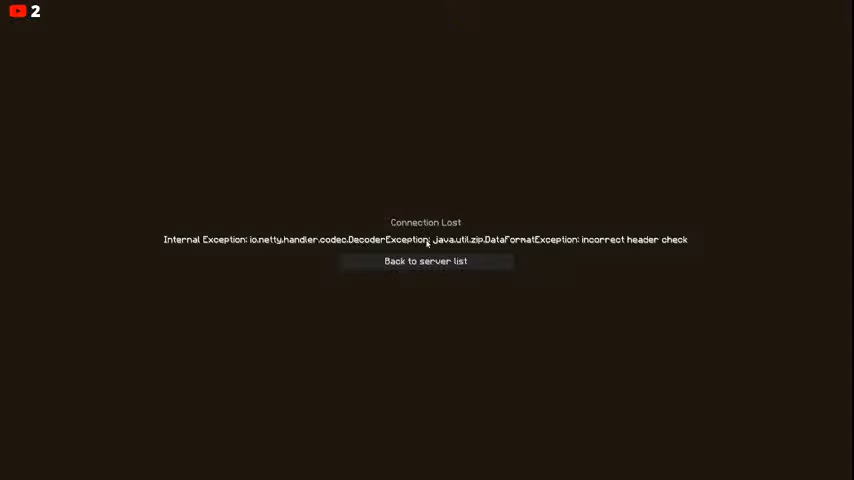 2
Connection Lost
Internal Exception: io.netty.handler.codec.DecoderException: java.util.zip.DataFormatException: incorrect header check
Back to server list